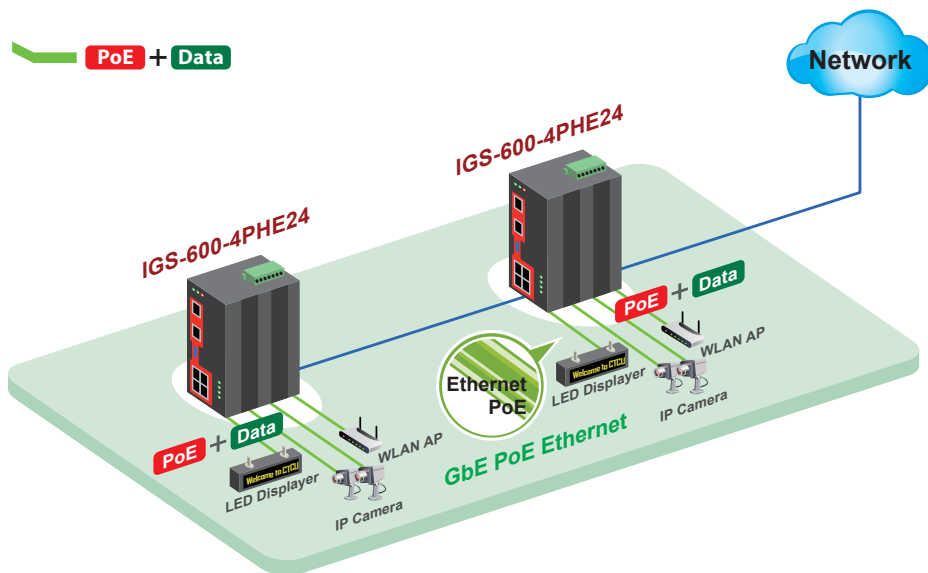 PoE + Data
Network
IGS-600-4PHE24
IGS-600-4PHE24
PoE + Data
WLAN AP
Welcome to CTCU
LED Displayer
IP Camera
Ethernet
PoE
GbE PoE Ethernet
PoE + Data
WLAN AP
Welcome to CTCU
LED Displayer
IP Camera